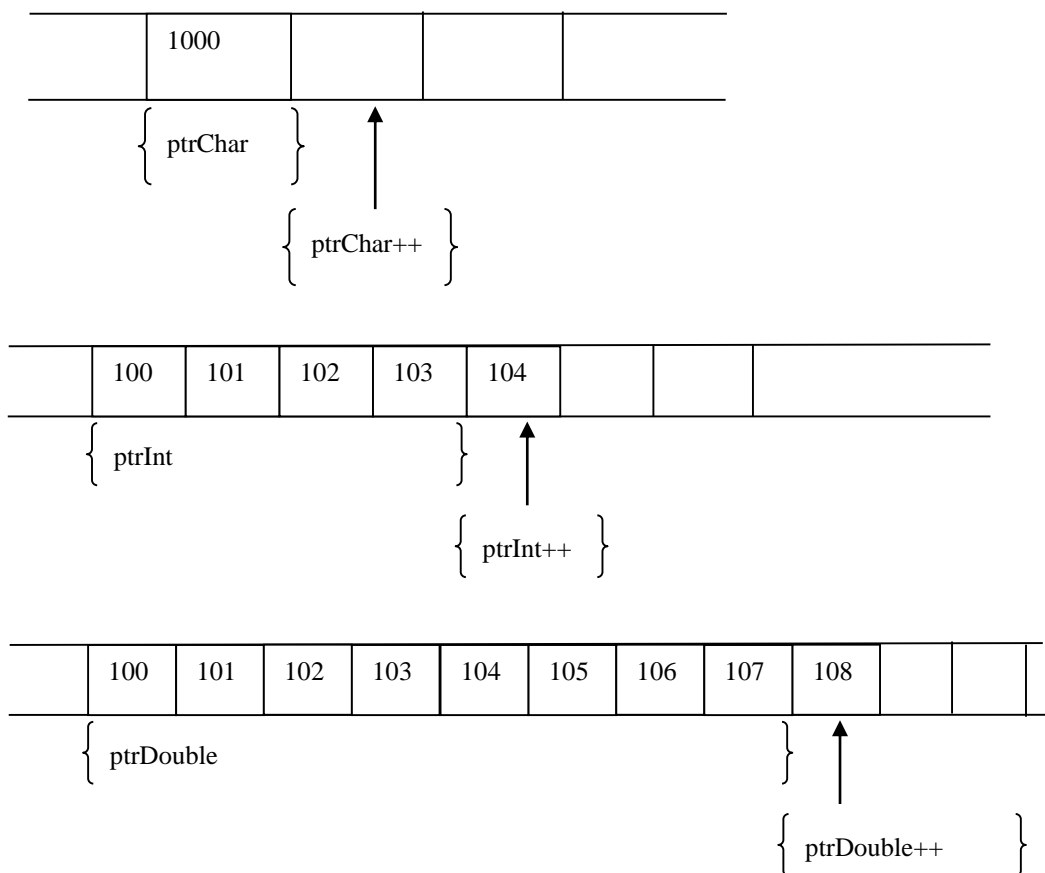 1000
ptrChar
ptrChar++
100 101 102 103 104
ptrInt
ptrInt++
100 101 102 103 104 105 106 107 108
ptrDouble
ptrDouble++